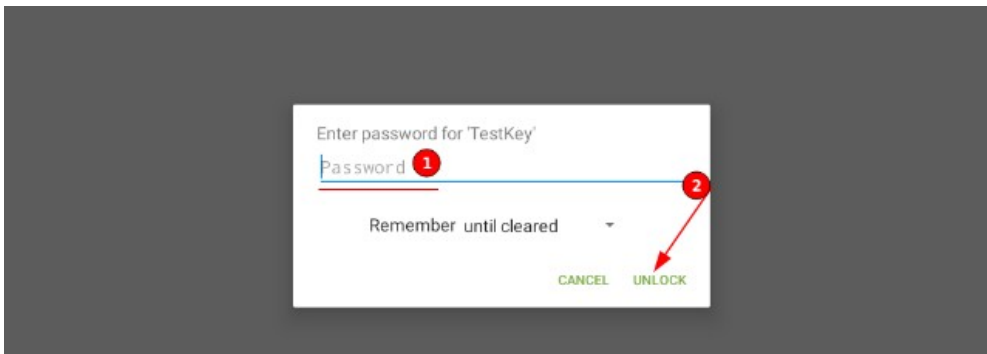 Enter password for 'TestKey'
Password 1
2
Remember until cleared
CANCEL UNLOCK